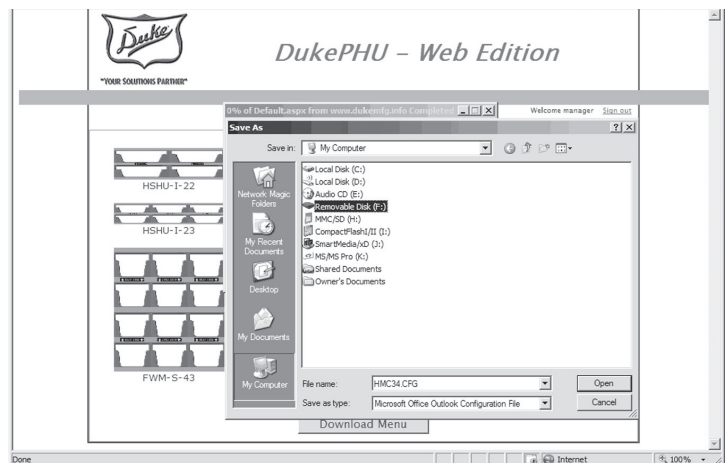 Duke
"YOUR SOLUTIONS PARTNER"
DukePHU – Web Edition
0% of Default.aspx from www.dukemfg.info Completed
Welcome manager Sign out
Save As
Save in: My Computer
Network Magic Folders
My Recent Documents
Desktop
My Documents
My Computer
Local Disk (C:)
Local Disk (D:)
Audio CD (E:)
Removable Disk (F:)
MMC/SD (H:)
CompactFlashI/II (I:)
SmartMedia/xD (J:)
MS/MS Pro (K:)
Shared Documents
Owner's Documents
File name: HMC34.CFG
Open
Save as type: Microsoft Office Outlook Configuration File
Cancel
HSHU-I-22
HSHU-I-23
FWM-S-43
Download Menu
Done
Internet
100%